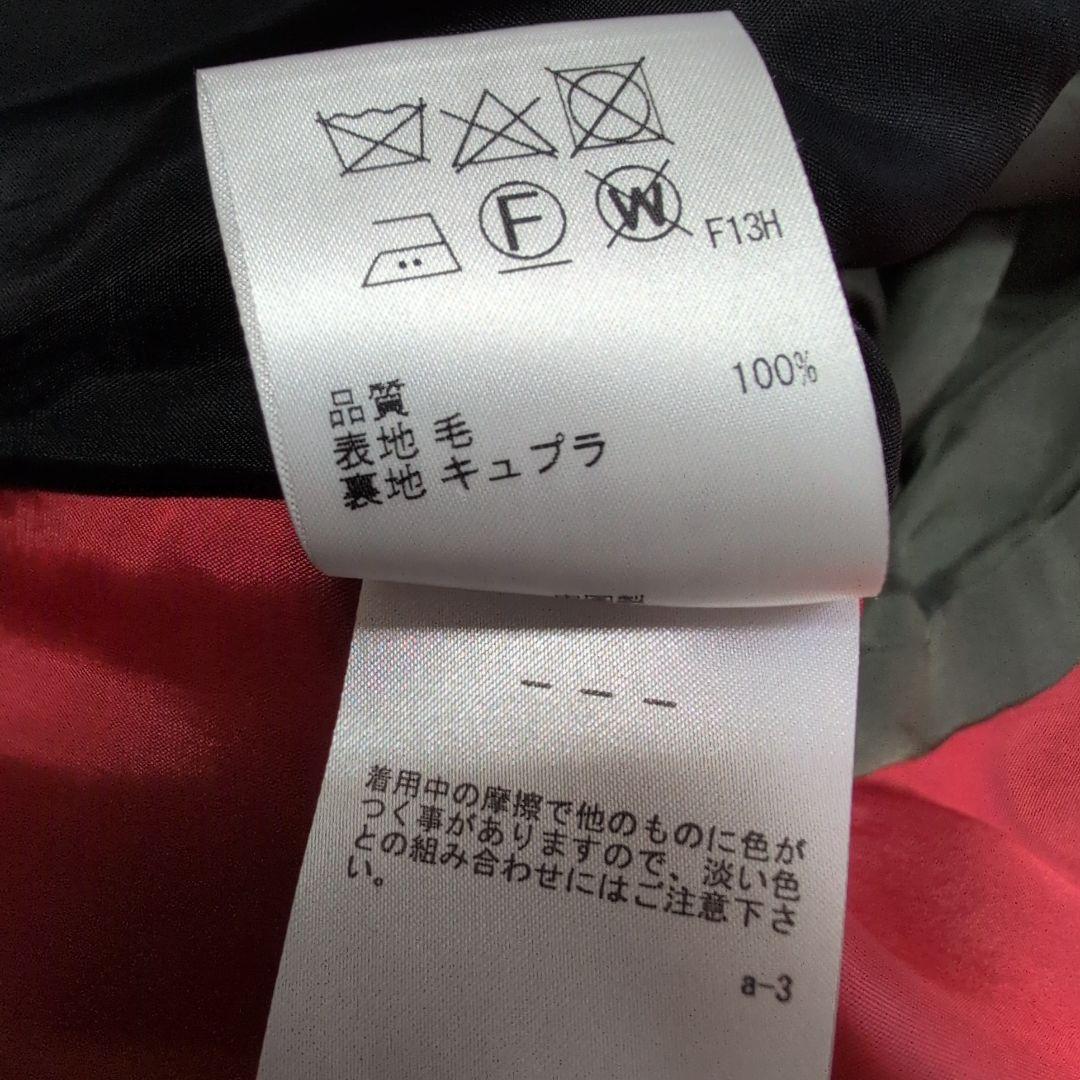 F
W
F13H
品質
表地 毛 100%
裏地 キュプラ
着用中の摩擦で他のものに色が
つく事がありますので、淡い色
との組み合わせにはご注意下さ
い。
a-3